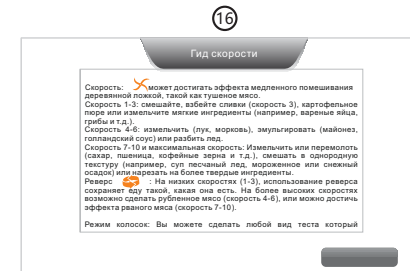 16
Гид скорости
Скорость: может достигать эффекта медленного помешивания
деревянной ложкой, такой как тушеное мясо.
Скорость 1-3: смешайте, взбейте сливки (скорость 3), картофельное
пюре или измельчите мягкие ингредиенты (например, вареные яйца,
грибы и т.д.).
Скорость 4-6: измельчить (лук, морковь), эмульгировать (майонез,
голландский соус) или разбить лед.
Скорость 7-10 и максимальная скорость: Измельчить или перемолоть
(сахар, пшеница, кофейные зерна и т.д.), смешать в однородную
текстуру (например, суп песчаный лед, мороженное или снежный
осадок) или нарезать на более твердые ингредиенты.
Реверс : На низких скоростях (1-3), использование реверса
сохраняет еду такой, какая она есть. На более высоких скоростях
возможно сделать рубленное мясо (скорость 4-6), или можно достичь
эффекта рваного мяса (скорость 7-10).
Режим колосок: Вы можете сделать любой вид теста который